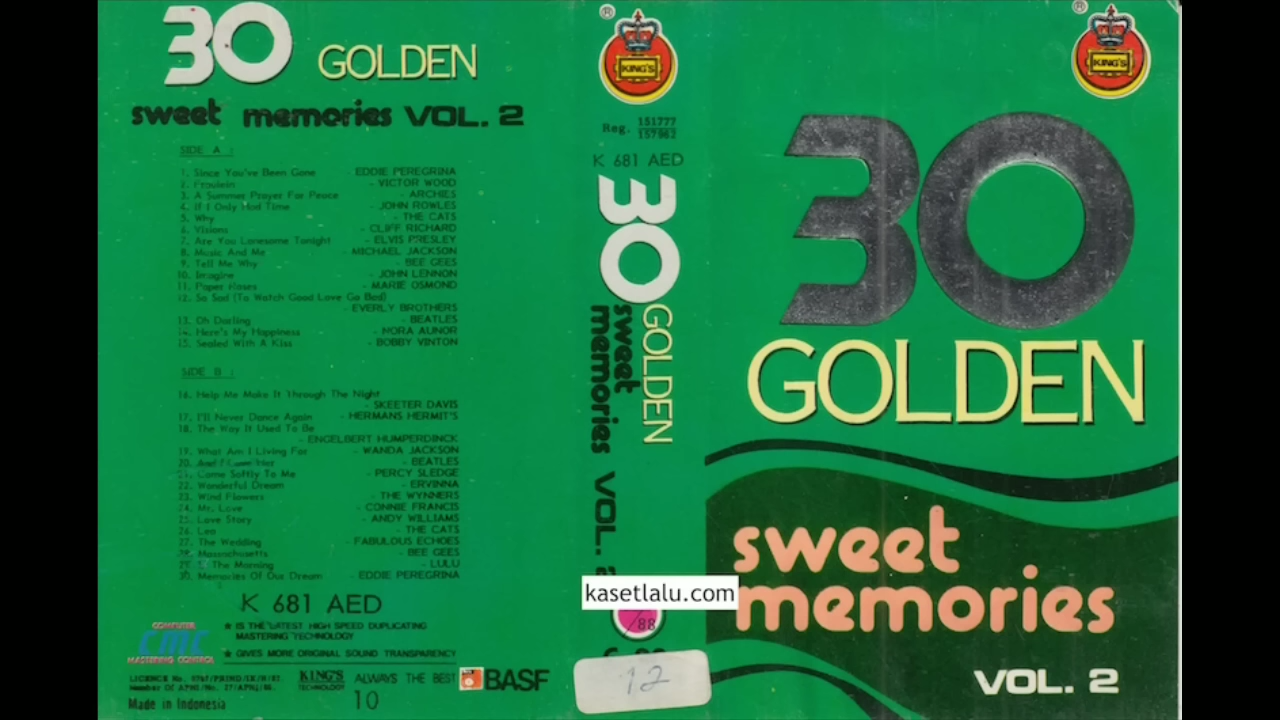 30 GOLDEN
sweet memories VOL. 2
SIDE A :
1. Since You've Been Gone - EDDIE PEREGRINA
2. Fraulein - VICTOR WOOD
3. A Summer Prayer For Peace - ARCHIES
4. If I Only Had Time - JOHN ROWLES
5. Why - THE CATS
6. Visions - CLIFF RICHARD
7. Are You Lonesome Tonight - ELVIS PRESLEY
8. Music And Me - MICHAEL JACKSON
9. Tell Me Why - BEE GEES
10. Imagine - JOHN LENNON
11. Paper Roses - MARIE OSMOND
12. So Sad (To Watch Good Love Go Bad)
- EVERLY BROTHERS
13. Oh Darling - BEATLES
14. Here's My Happiness - NORA AUNOR
15. Sealed With A Kiss - BOBBY VINTON
SIDE B :
16. Help Me Make It Through The Night
- SKEETER DAVIS
17. I'll Never Dance Again - HERMANS HERMIT'S
18. The Way It Used To Be
- ENGELBERT HUMPERDINCK
19. What Am I Living For - WANDA JACKSON
20. And I Love Her - BEATLES
21. Come Softly To Me - PERCY SLEDGE
22. Wonderful Dream - ERVINNA
23. Wind Flowers - THE WYNNERS
24. Mr. Love - CONNIE FRANCIS
25. Love Story - ANDY WILLIAMS
26. Lea - THE CATS
27. The Wedding - FABULOUS ECHOES
28. Massachusetts - BEE GEES
29. The Morning - LULU
30. Memories Of Our Dream - EDDIE PEREGRINA
K 681 AED
COMPUTER
CMC
MASTERING CONTROL
★ IS THE LATEST HIGH SPEED DUPLICATING
MASTERING TECHNOLOGY
★ GIVES MORE ORIGINAL SOUND TRANSPARENCY
KING'S
TECHNOLOGY
ALWAYS THE BEST
BASF
Made in Indonesia
10
®
KING'S
Reg. 151777
157962
K 681 AED
30 GOLDEN
sweet memories VOL.
/88
12
kasetlalu.com
®
KING'S
30
GOLDEN
sweet
memories
VOL. 2